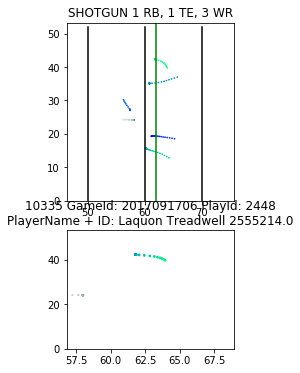 SHOTGUN 1 RB, 1 TE, 3 WR
50
40
30
20
10
0
50 60 70
10335 GameId: 2017091706 PlayId: 2448
PlayerName + ID: Laquon Treadwell 2555214.0
40
20
0
57.5 60.0 62.5 65.0 67.5